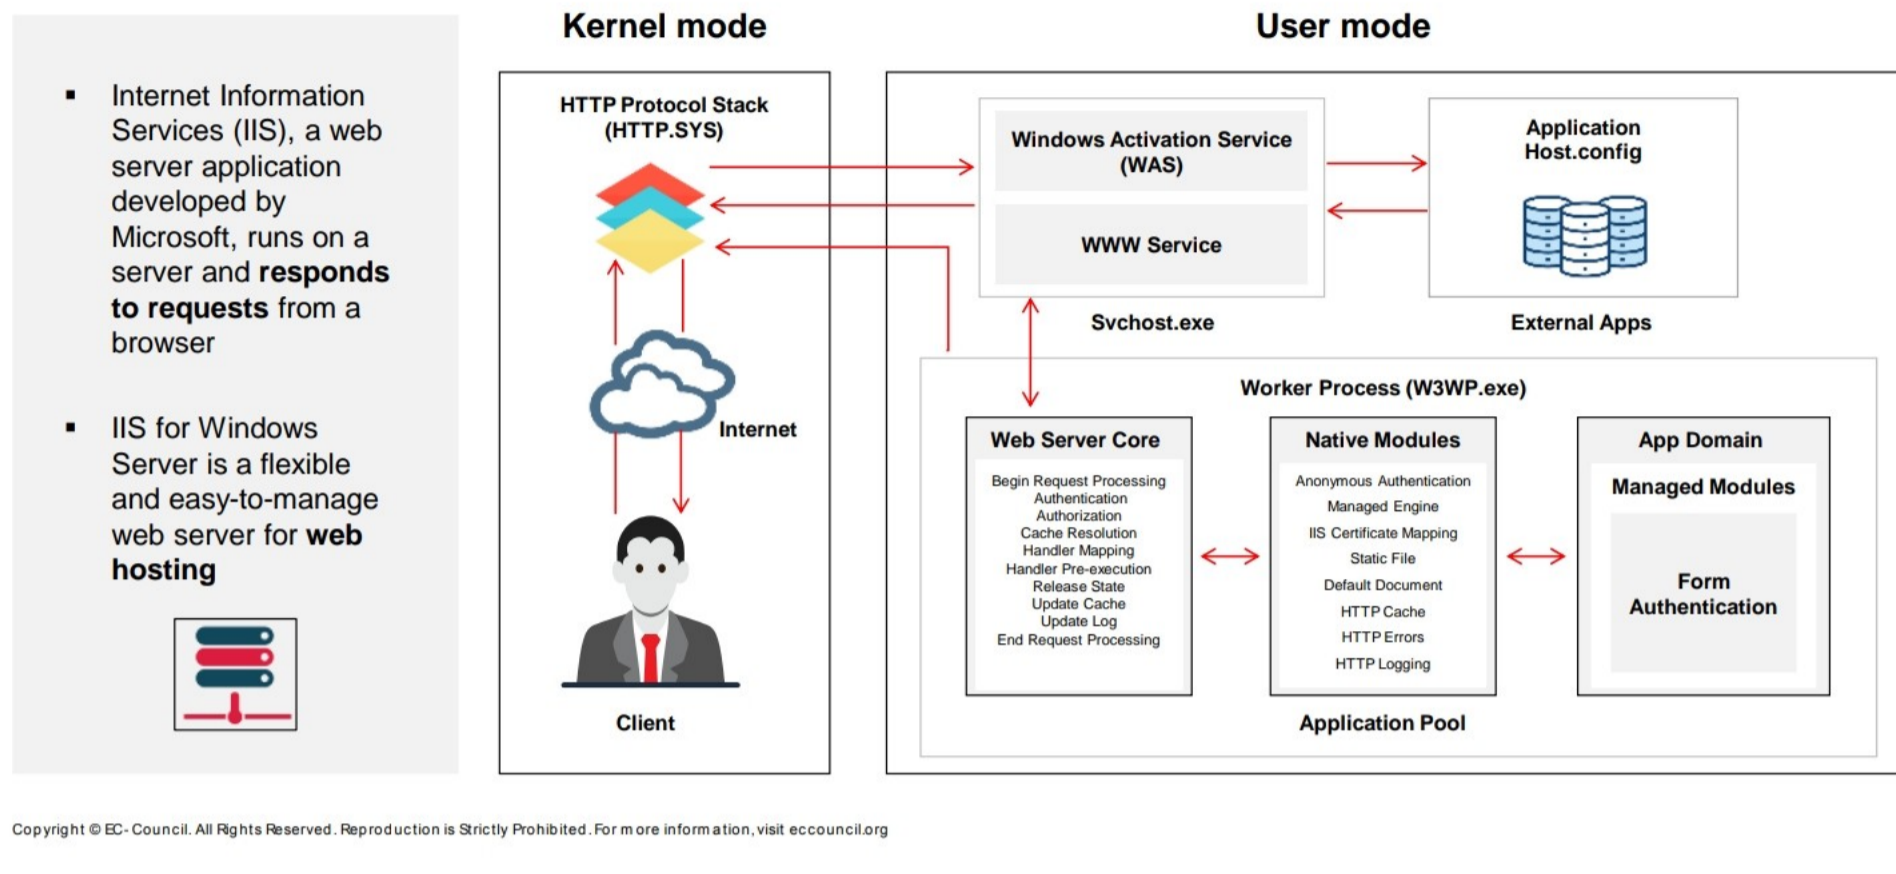 Kernel mode
User mode
▪ Internet Information
Services (IIS), a web
server application
developed by
Microsoft, runs on a
server and responds
to requests from a
browser
▪ IIS for Windows
Server is a flexible
and easy-to-manage
web server for web
hosting
HTTP Protocol Stack
(HTTP.SYS)
Internet
Client
Windows Activation Service
(WAS)
WWW Service
Svchost.exe
Application
Host.config
External Apps
Worker Process (W3WP.exe)
Web Server Core
Begin Request Processing
Authentication
Authorization
Cache Resolution
Handler Mapping
Handler Pre-execution
Release State
Update Cache
Update Log
End Request Processing
Native Modules
Anonymous Authentication
Managed Engine
IIS Certificate Mapping
Static File
Default Document
HTTP Cache
HTTP Errors
HTTP Logging
App Domain
Managed Modules
Form
Authentication
Application Pool
Copyright © EC-Council. All Rights Reserved. Reproduction is Strictly Prohibited. For more information, visit eccouncil.org